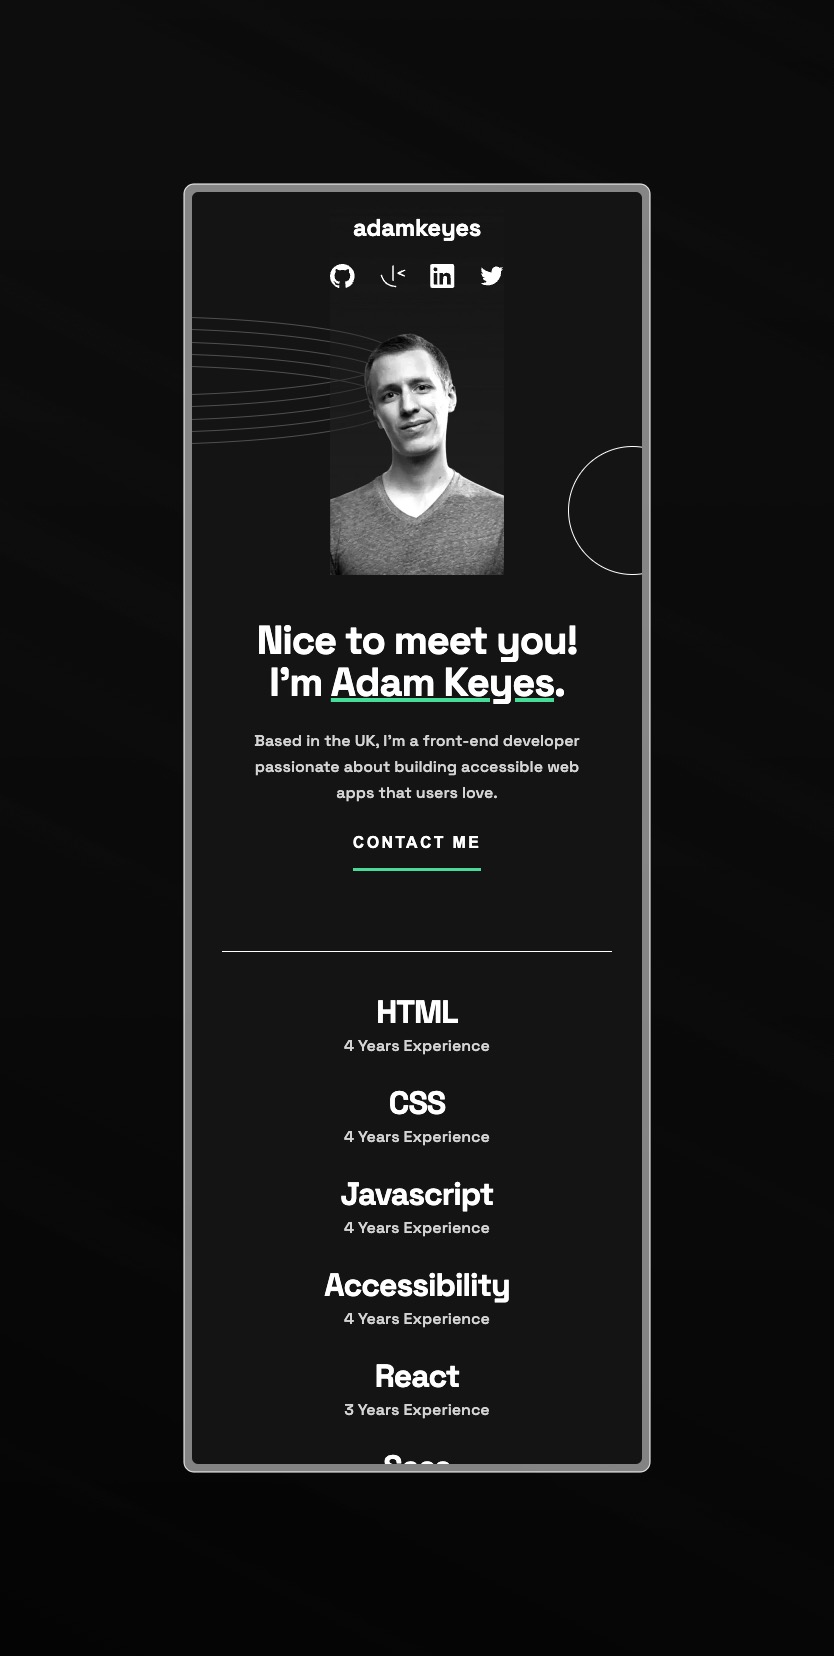 adamkeyes
in
Nice to meet you!
I'm Adam Keyes.
Based in the UK, I'm a front-end developer
passionate about building accessible web
apps that users love.
CONTACT ME
HTML
4 Years Experience
CSS
4 Years Experience
Javascript
4 Years Experience
Accessibility
4 Years Experience
React
3 Years Experience